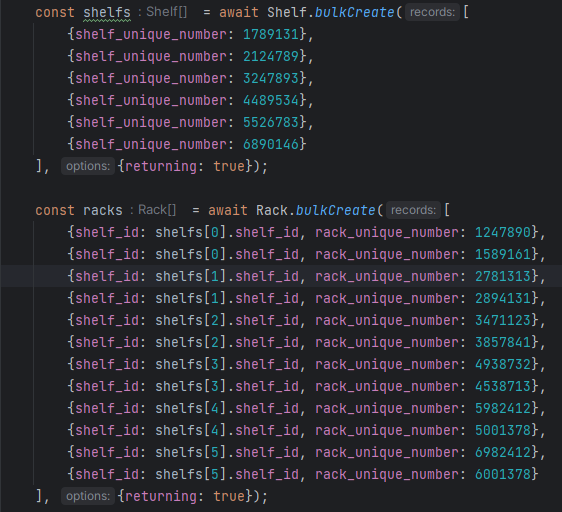 const shelfs : Shelf[] = await Shelf.bulkCreate( records: [
{shelf_unique_number: 1789131},
{shelf_unique_number: 2124789},
{shelf_unique_number: 3247893},
{shelf_unique_number: 4489534},
{shelf_unique_number: 5526783},
{shelf_unique_number: 6890146}
], options: {returning: true});
const racks : Rack[] = await Rack.bulkCreate( records: [
{shelf_id: shelfs[0].shelf_id, rack_unique_number: 1247890},
{shelf_id: shelfs[0].shelf_id, rack_unique_number: 1589161},
{shelf_id: shelfs[1].shelf_id, rack_unique_number: 2781313},
{shelf_id: shelfs[1].shelf_id, rack_unique_number: 2894131},
{shelf_id: shelfs[2].shelf_id, rack_unique_number: 3471123},
{shelf_id: shelfs[2].shelf_id, rack_unique_number: 3857841},
{shelf_id: shelfs[3].shelf_id, rack_unique_number: 4938732},
{shelf_id: shelfs[3].shelf_id, rack_unique_number: 4538713},
{shelf_id: shelfs[4].shelf_id, rack_unique_number: 5982412},
{shelf_id: shelfs[4].shelf_id, rack_unique_number: 5001378},
{shelf_id: shelfs[5].shelf_id, rack_unique_number: 6982412},
{shelf_id: shelfs[5].shelf_id, rack_unique_number: 6001378}
], options: {returning: true});